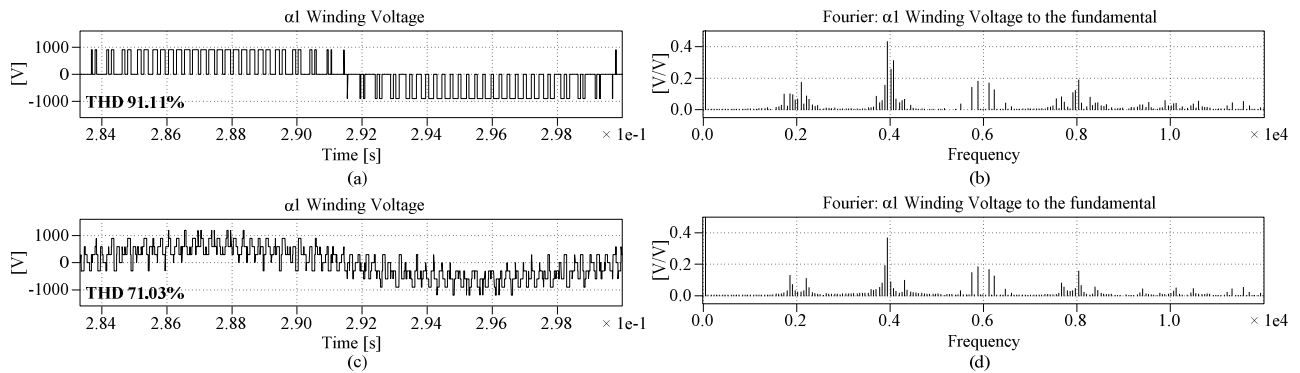 α1 Winding Voltage
1000
0
-1000
[V]
THD 91.11%
2.84 2.86 2.88 2.90 2.92 2.94 2.96 2.98 × 1e-1
Time [s]
(a)
Fourier: α1 Winding Voltage to the fundamental
0.4
0.2
0.0
[V/V]
0.0 0.2 0.4 0.6 0.8 1.0 × 1e4
Frequency
(b)
α1 Winding Voltage
1000
0
-1000
[V]
THD 71.03%
2.84 2.86 2.88 2.90 2.92 2.94 2.96 2.98 × 1e-1
Time [s]
(c)
Fourier: α1 Winding Voltage to the fundamental
0.4
0.2
0.0
[V/V]
0.0 0.2 0.4 0.6 0.8 1.0 × 1e4
Frequency
(d)